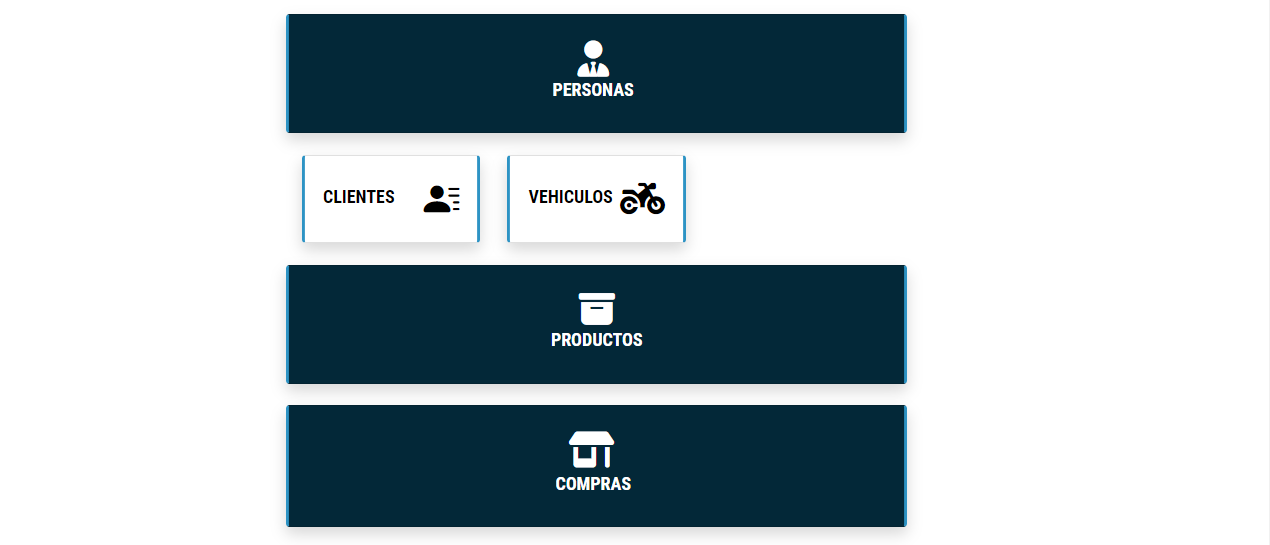 PERSONAS
CLIENTES
VEHICULOS
PRODUCTOS
COMPRAS